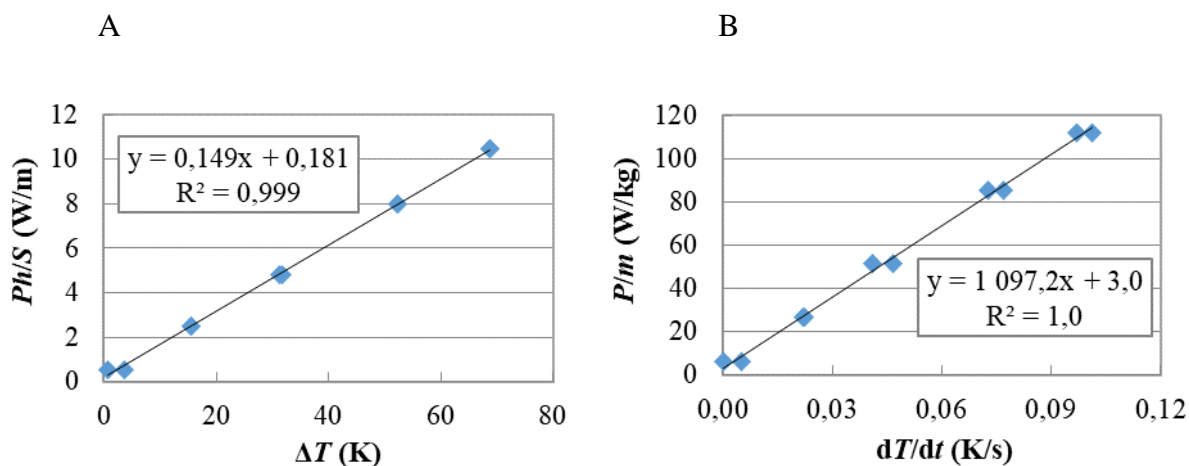 A
B
12
10
8
6
4
2
0
Ph/S (W/m)
y = 0,149x + 0,181
R² = 0,999
0 20 40 60 80
ΔT (K)
120
100
80
60
40
20
0
P/m (W/kg)
y = 1 097,2x + 3,0
R² = 1,0
0,00 0,03 0,06 0,09 0,12
dT/dt (K/s)